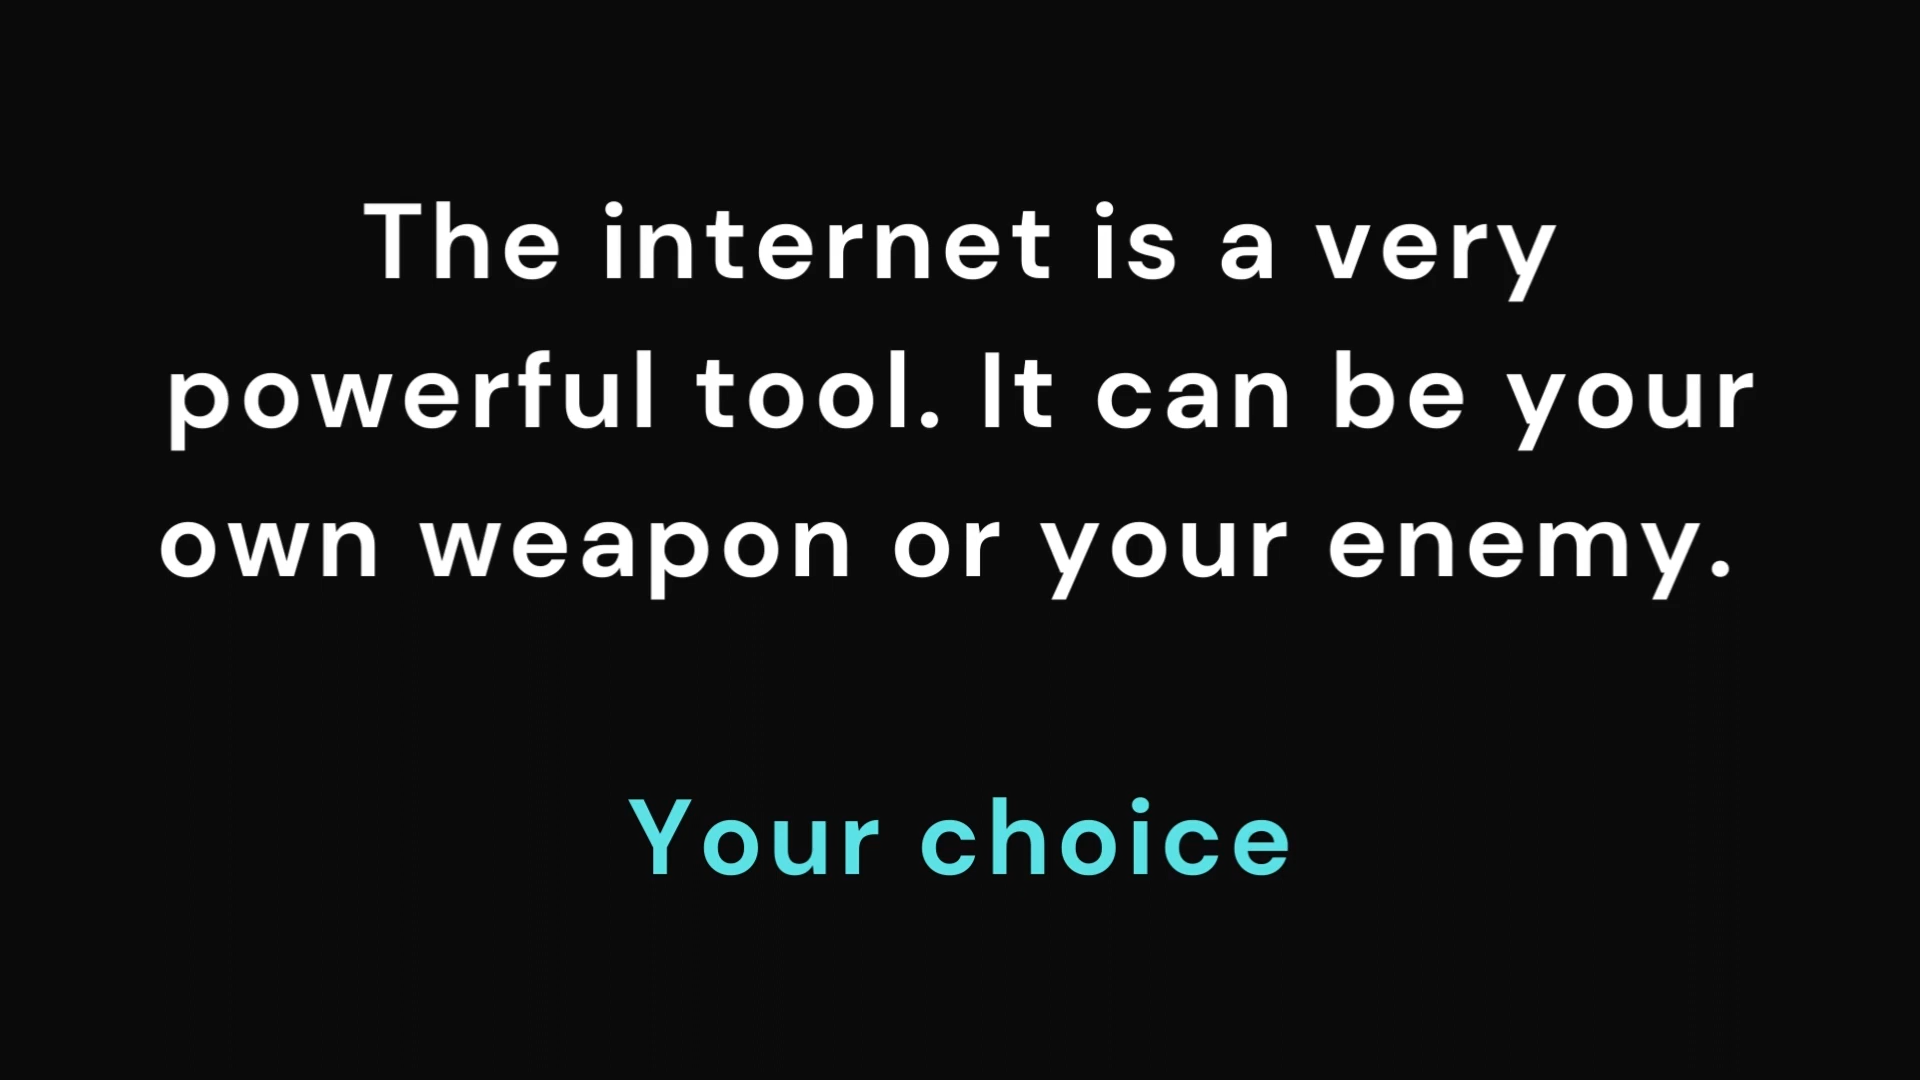 The internet is a very
powerful tool. It can be your
own weapon or your enemy.
Your choice